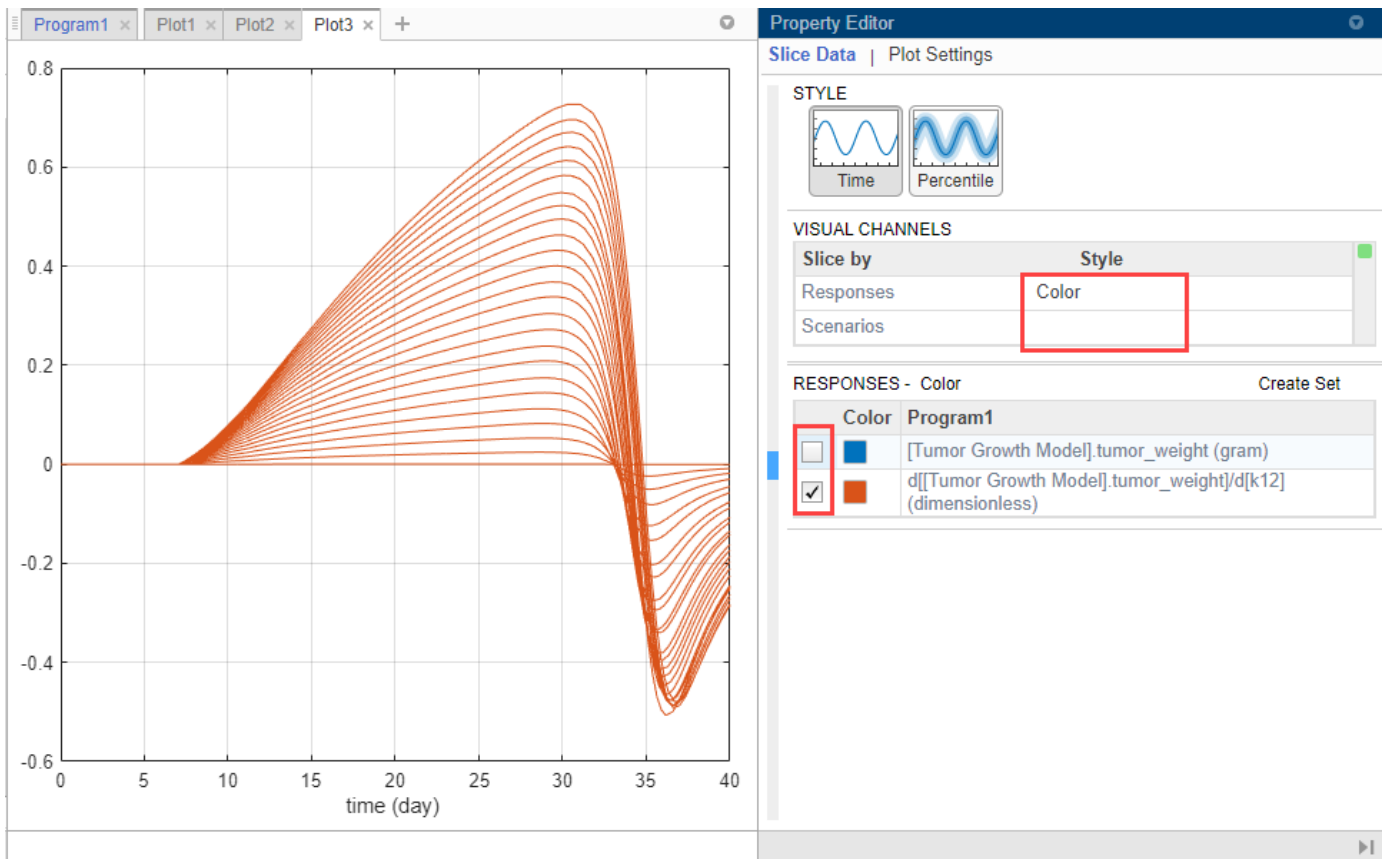 Program1 × Plot1 × Plot2 × Plot3 × +
0.8
0.6
0.4
0.2
0
-0.2
-0.4
-0.6
0 5 10 15 20 25 30 35 40
time (day)
Property Editor
Slice Data | Plot Settings
STYLE
Time Percentile
VISUAL CHANNELS
Slice by Style
Responses Color
Scenarios
RESPONSES - Color Create Set
Color Program1
[Tumor Growth Model].tumor_weight (gram)
d[[Tumor Growth Model].tumor_weight]/d[k12]
(dimensionless)